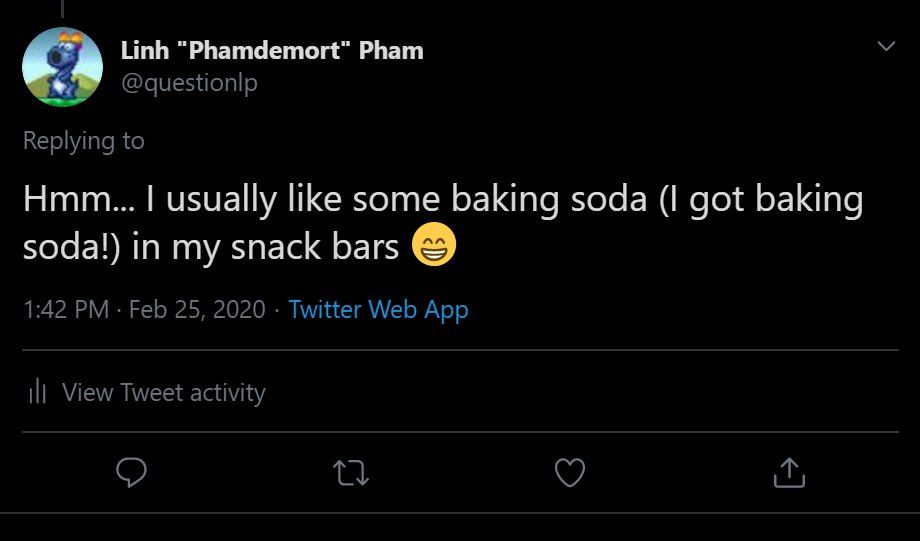 Linh "Phamdemort" Pham
@questionlp
Replying to
Hmm... I usually like some baking soda (I got baking
soda!) in my snack bars 😁
1:42 PM · Feb 25, 2020 · Twitter Web App
View Tweet activity